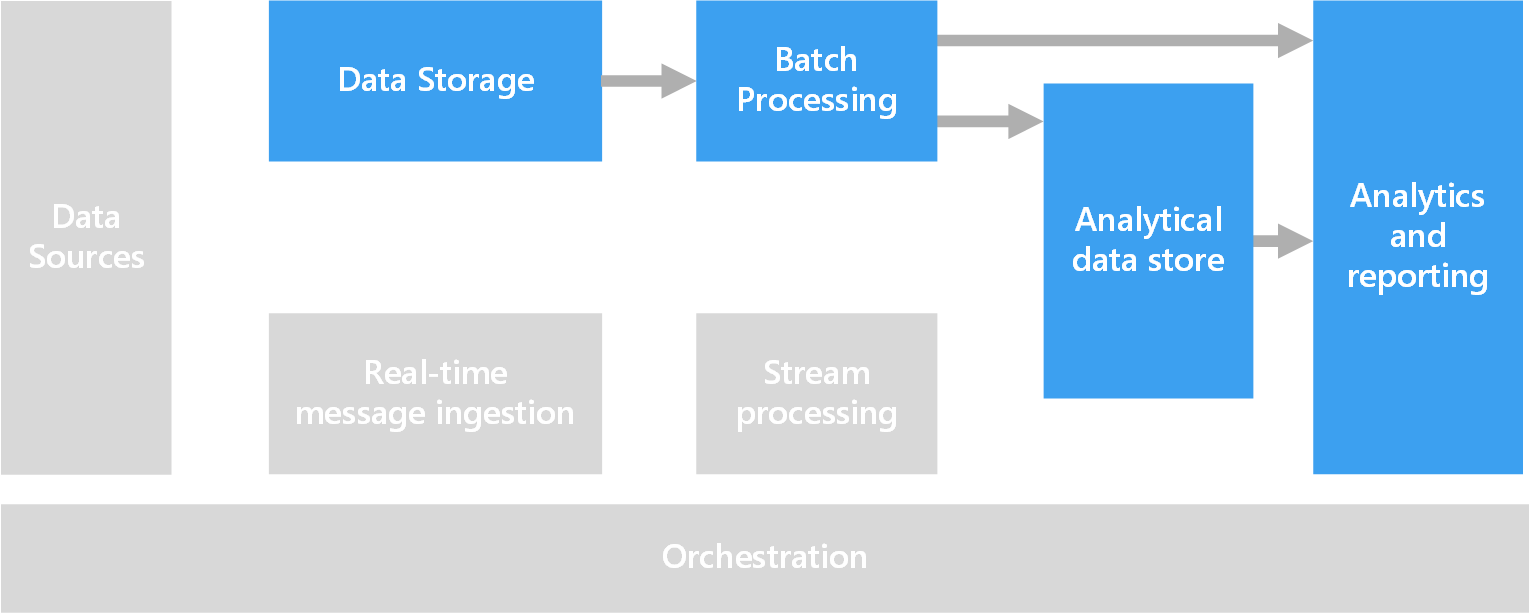 Data
Sources
Data Storage
Batch
Processing
Analytical
data store
Analytics
and
reporting
Real-time
message ingestion
Stream
processing
Orchestration